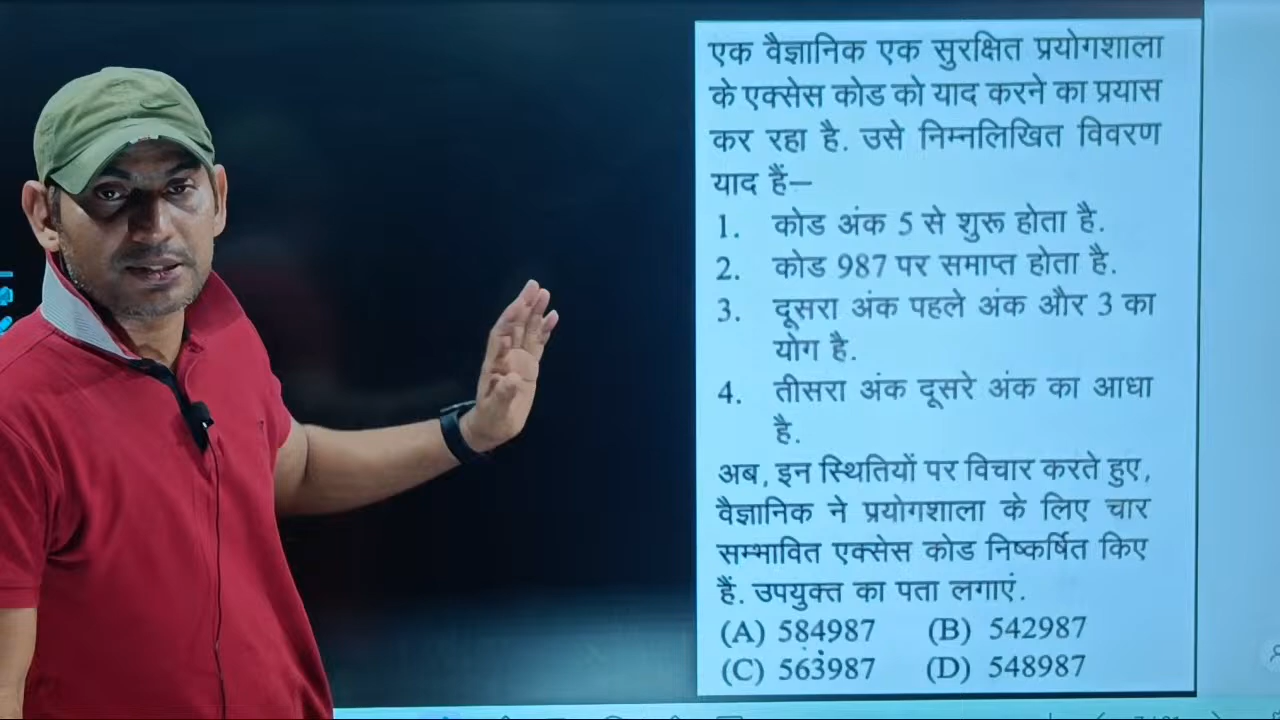 एक वैज्ञानिक एक सुरक्षित प्रयोगशाला
के एक्सेस कोड को याद करने का प्रयास
कर रहा है. उसे निम्नलिखित विवरण
याद हैं—
1. कोड अंक 5 से शुरू होता है.
2. कोड 987 पर समाप्त होता है.
3. दूसरा अंक पहले अंक और 3 का
योग है.
4. तीसरा अंक दूसरे अंक का आधा
है.
अब, इन स्थितियों पर विचार करते हुए,
वैज्ञानिक ने प्रयोगशाला के लिए चार
सम्भावित एक्सेस कोड निष्कर्षित किए
हैं. उपयुक्त का पता लगाएं.
(A) 584987 (B) 542987
(C) 563987 (D) 548987